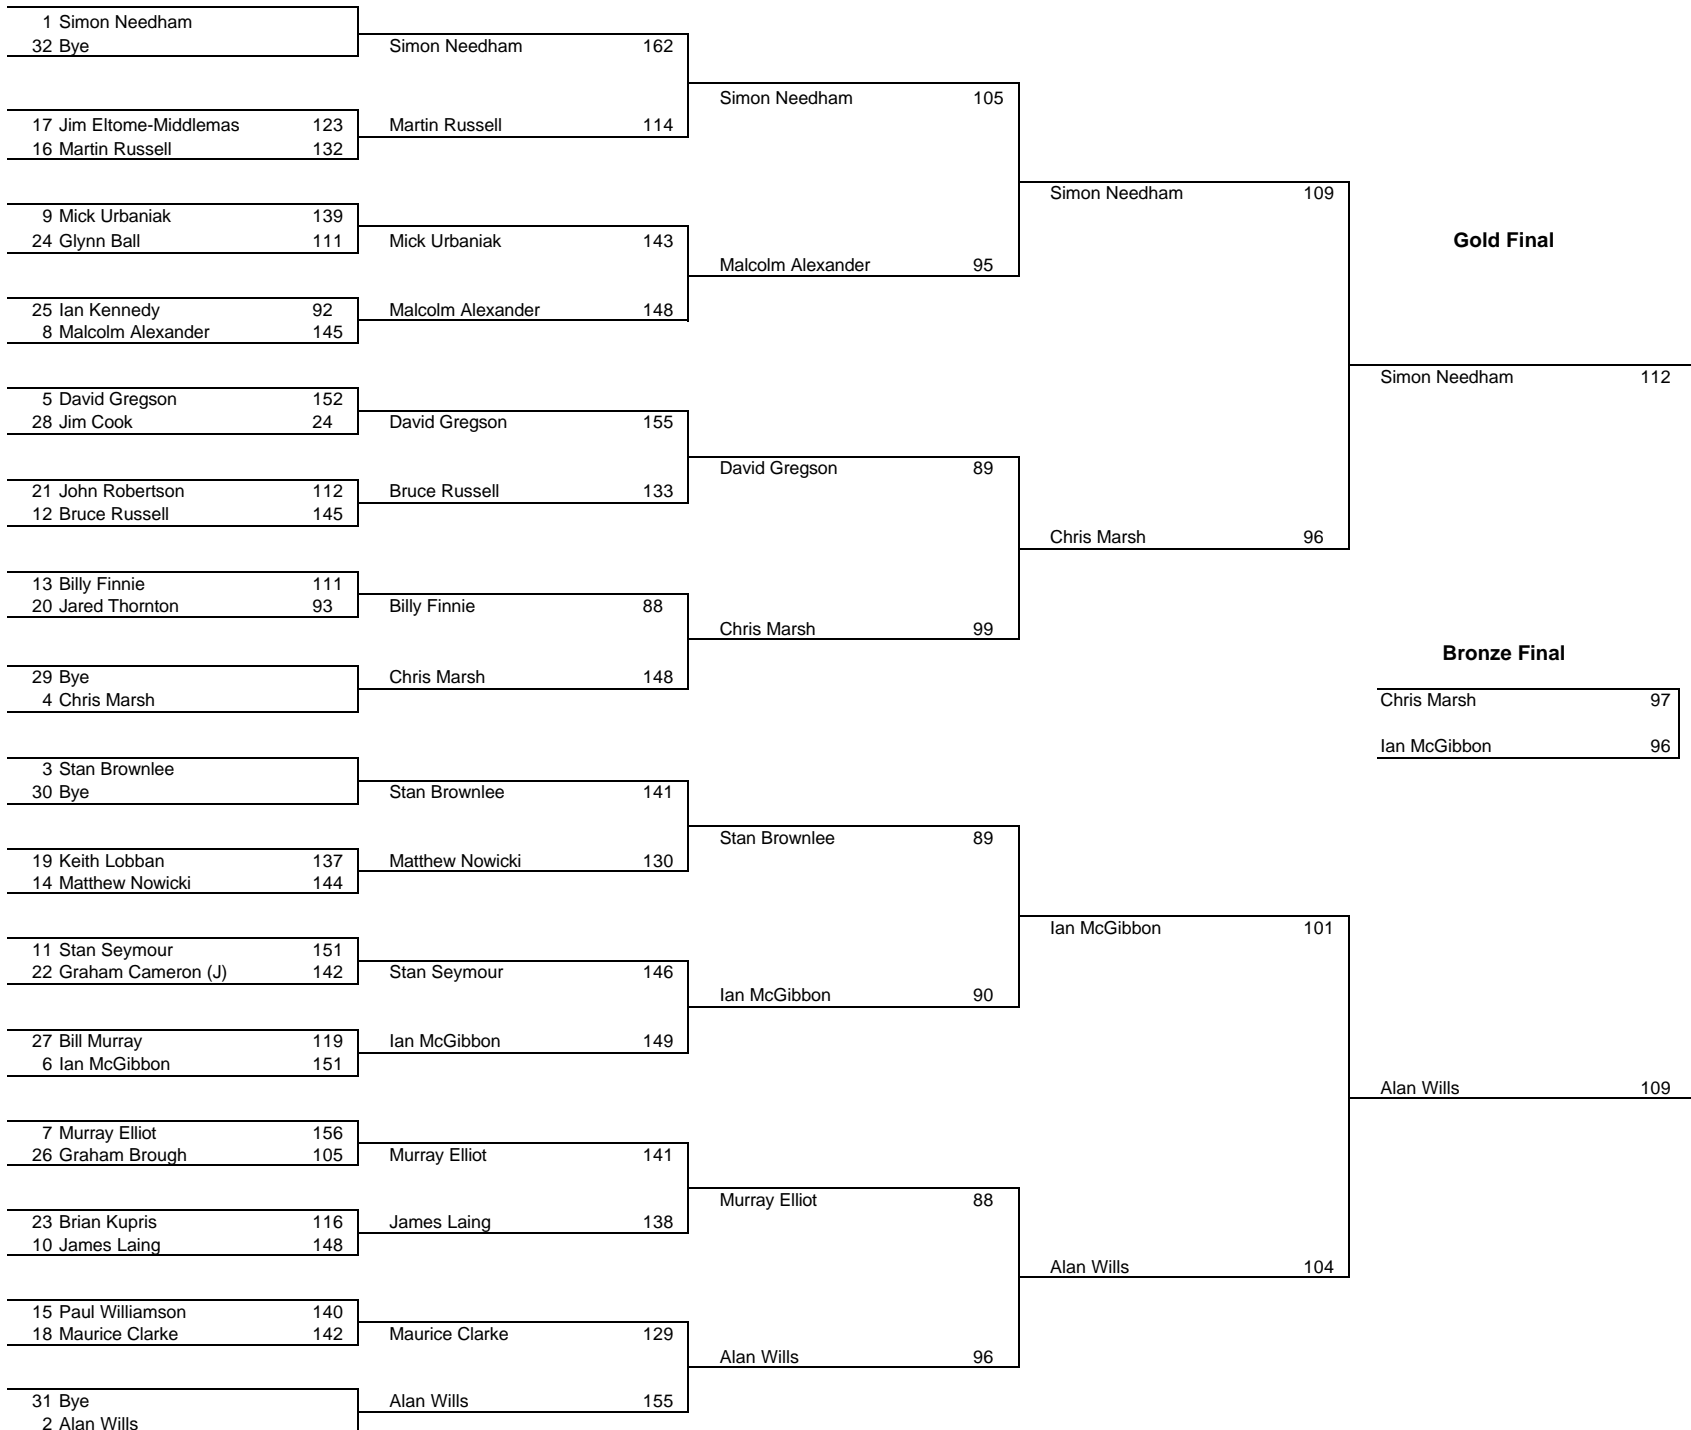 1 Simon Needham
32 Bye
17 Jim Eltome-Middlemas 123
16 Martin Russell 132
9 Mick Urbaniak 139
24 Glynn Ball 111
25 Ian Kennedy 92
8 Malcolm Alexander 145
5 David Gregson 152
28 Jim Cook 24
21 John Robertson 112
12 Bruce Russell 145
13 Billy Finnie 111
20 Jared Thornton 93
29 Bye
4 Chris Marsh
3 Stan Brownlee
30 Bye
19 Keith Lobban 137
14 Matthew Nowicki 144
11 Stan Seymour 151
22 Graham Cameron (J) 142
27 Bill Murray 119
6 Ian McGibbon 151
7 Murray Elliot 156
26 Graham Brough 105
23 Brian Kupris 116
10 James Laing 148
15 Paul Williamson 140
18 Maurice Clarke 142
31 Bye
2 Alan Wills
Simon Needham 162
Martin Russell 114
Mick Urbaniak 143
Malcolm Alexander 148
David Gregson 155
Bruce Russell 133
Billy Finnie 88
Chris Marsh 148
Stan Brownlee 141
Matthew Nowicki 130
Stan Seymour 146
Ian McGibbon 149
Murray Elliot 141
James Laing 138
Maurice Clarke 129
Alan Wills 155
Simon Needham 105
Malcolm Alexander 95
David Gregson 89
Chris Marsh 99
Stan Brownlee 89
Ian McGibbon 90
Murray Elliot 88
Alan Wills 96
Simon Needham 109
Chris Marsh 96
Ian McGibbon 101
Alan Wills 104
Gold Final
Simon Needham 112
Bronze Final
Chris Marsh 97
Ian McGibbon 96
Alan Wills 109